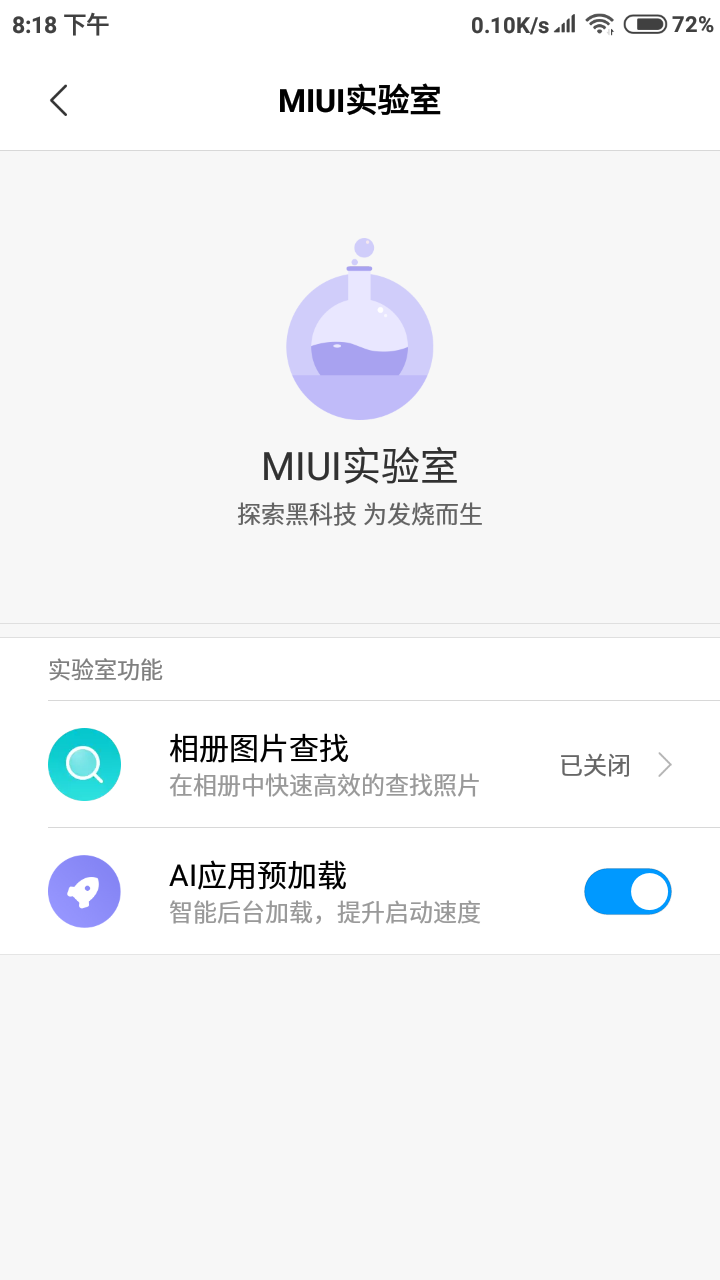 8:18 下午 0.10K/s 72%
MIUI实验室
MIUI实验室
探索黑科技 为发烧而生
实验室功能
相册图片查找
在相册中快速高效的查找照片
已关闭
AI应用预加载
智能后台加载，提升启动速度